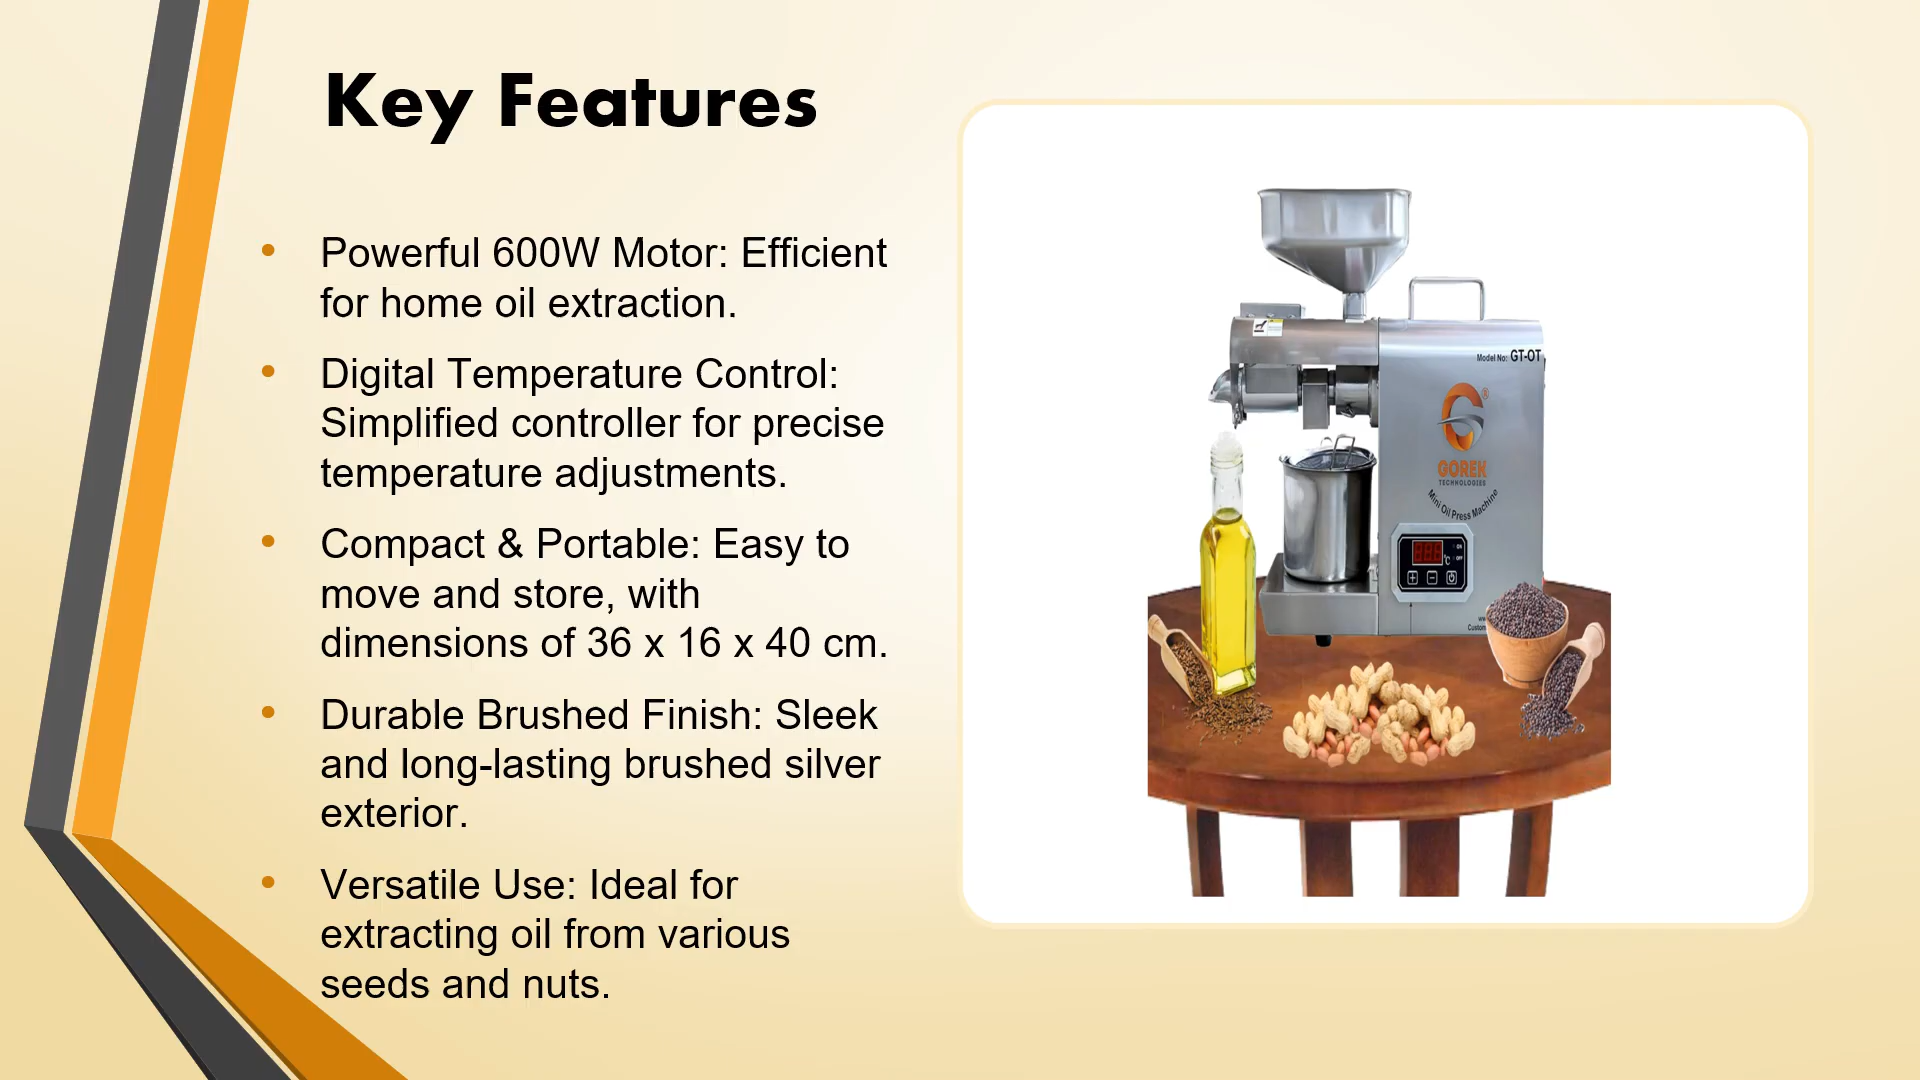 Key Features
• Powerful 600W Motor: Efficient
for home oil extraction.
• Digital Temperature Control:
Simplified controller for precise
temperature adjustments.
• Compact & Portable: Easy to
move and store, with
dimensions of 36 x 16 x 40 cm.
• Durable Brushed Finish: Sleek
and long-lasting brushed silver
exterior.
• Versatile Use: Ideal for
extracting oil from various
seeds and nuts.
Model No: GT-OT
®
GOREK
TECHNOLOGIES
Mini Oil Press Machine
°C
ON
OFF